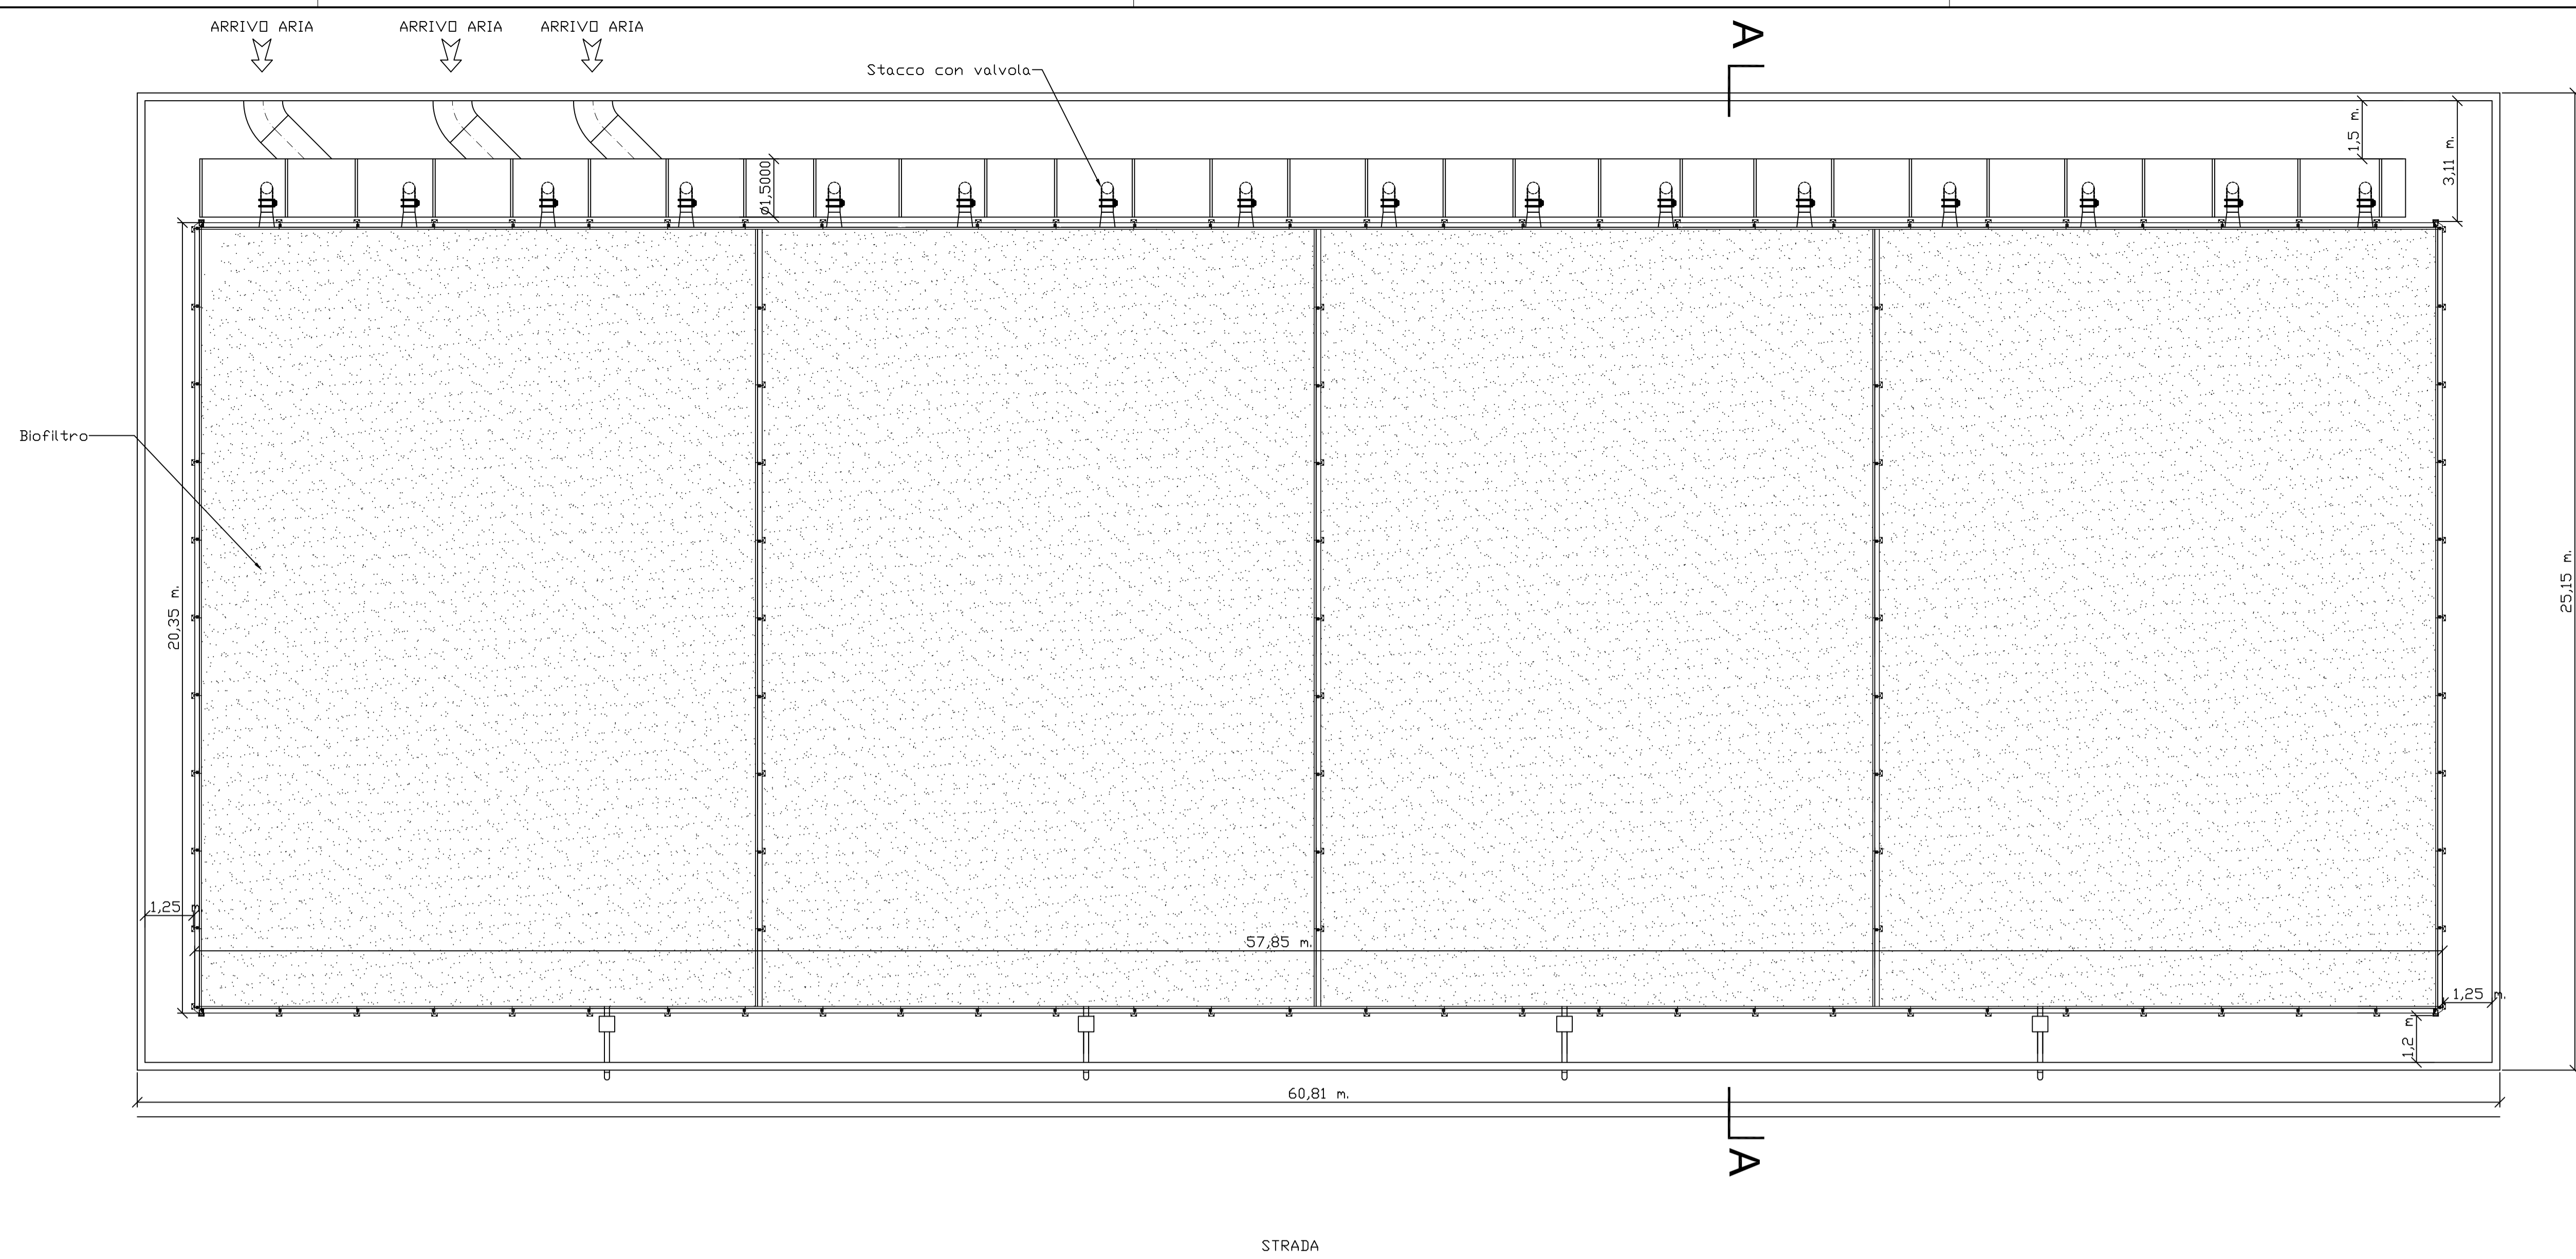 ARRIVO ARIA
ARRIVO ARIA
ARRIVO ARIA
A
Stacco con valvola
1,5 m.
3,11 m.
Ø1,5000
Biofiltro
20,35 m.
25,15 m.
1,25 m.
57,85 m.
1,25 m.
1,2 m
60,81 m.
A
STRADA